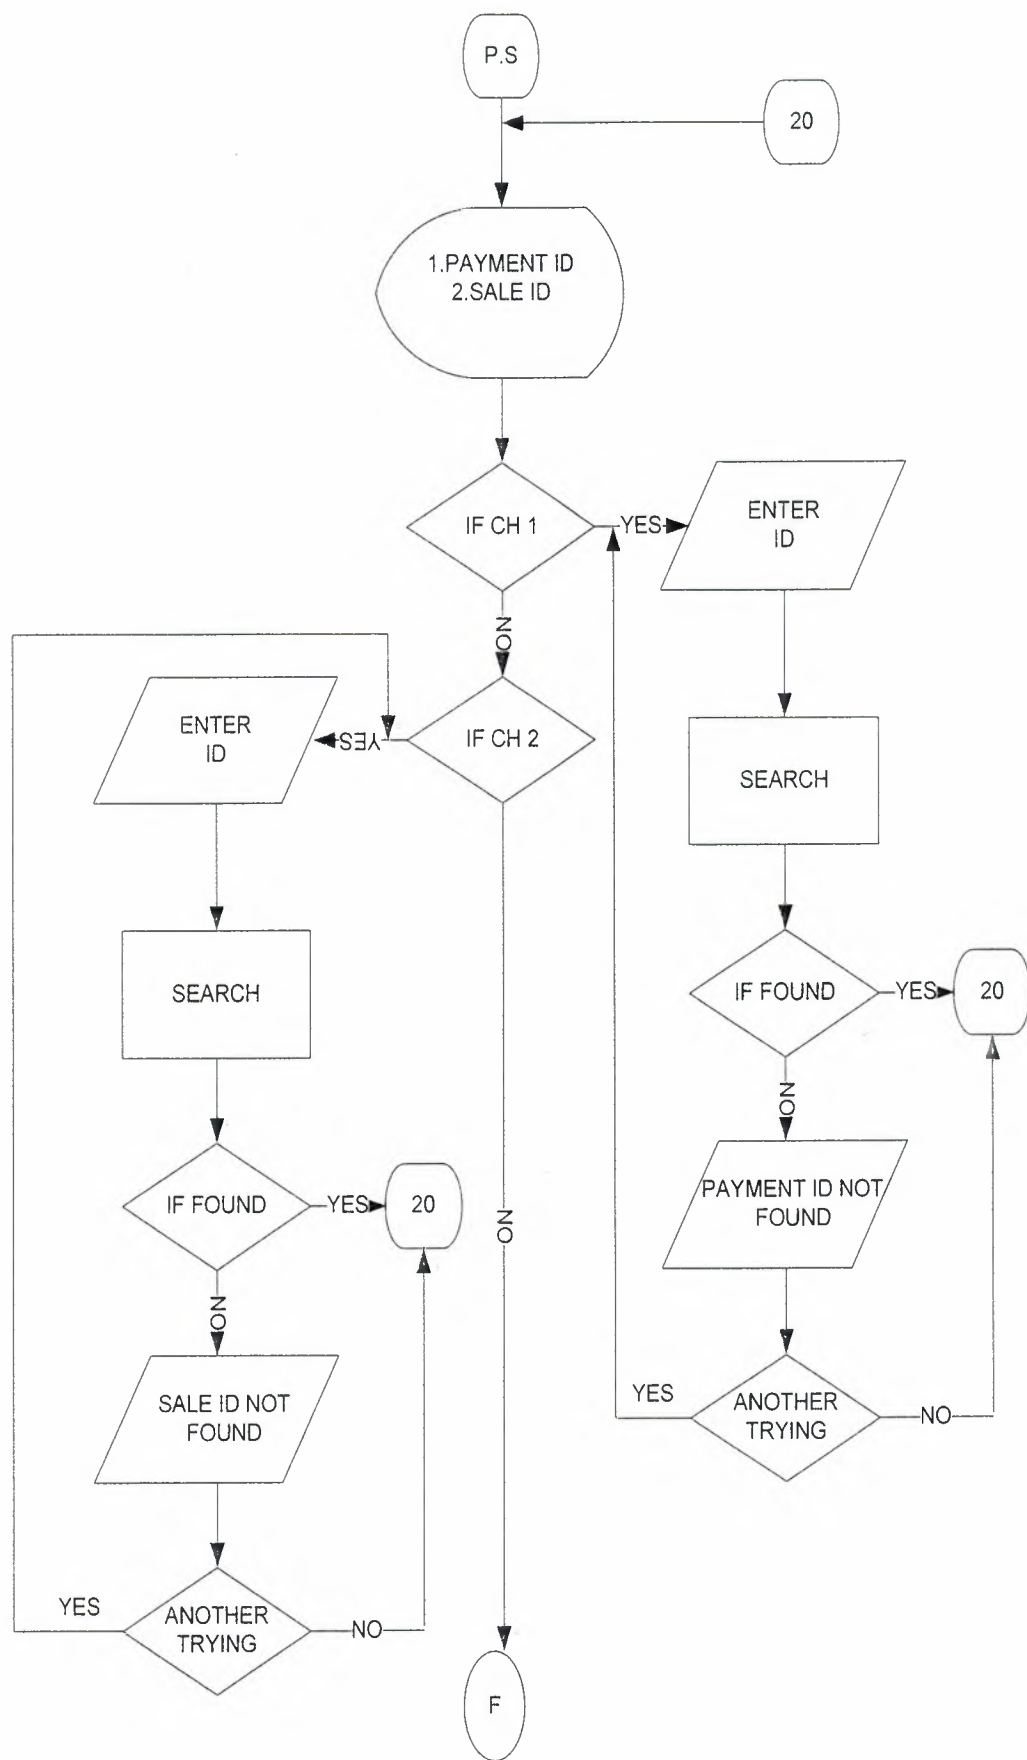 P.S
20
1.PAYMENT ID
2.SALE ID
IF CH 1
YES
ENTER
ID
NO
IF CH 2
YES
ENTER
ID
SEARCH
SEARCH
IF FOUND
YES
20
NO
PAYMENT ID NOT
FOUND
IF FOUND
YES
20
NO
NO
SALE ID NOT
FOUND
YES
ANOTHER
TRYING
NO
YES
ANOTHER
TRYING
NO
F